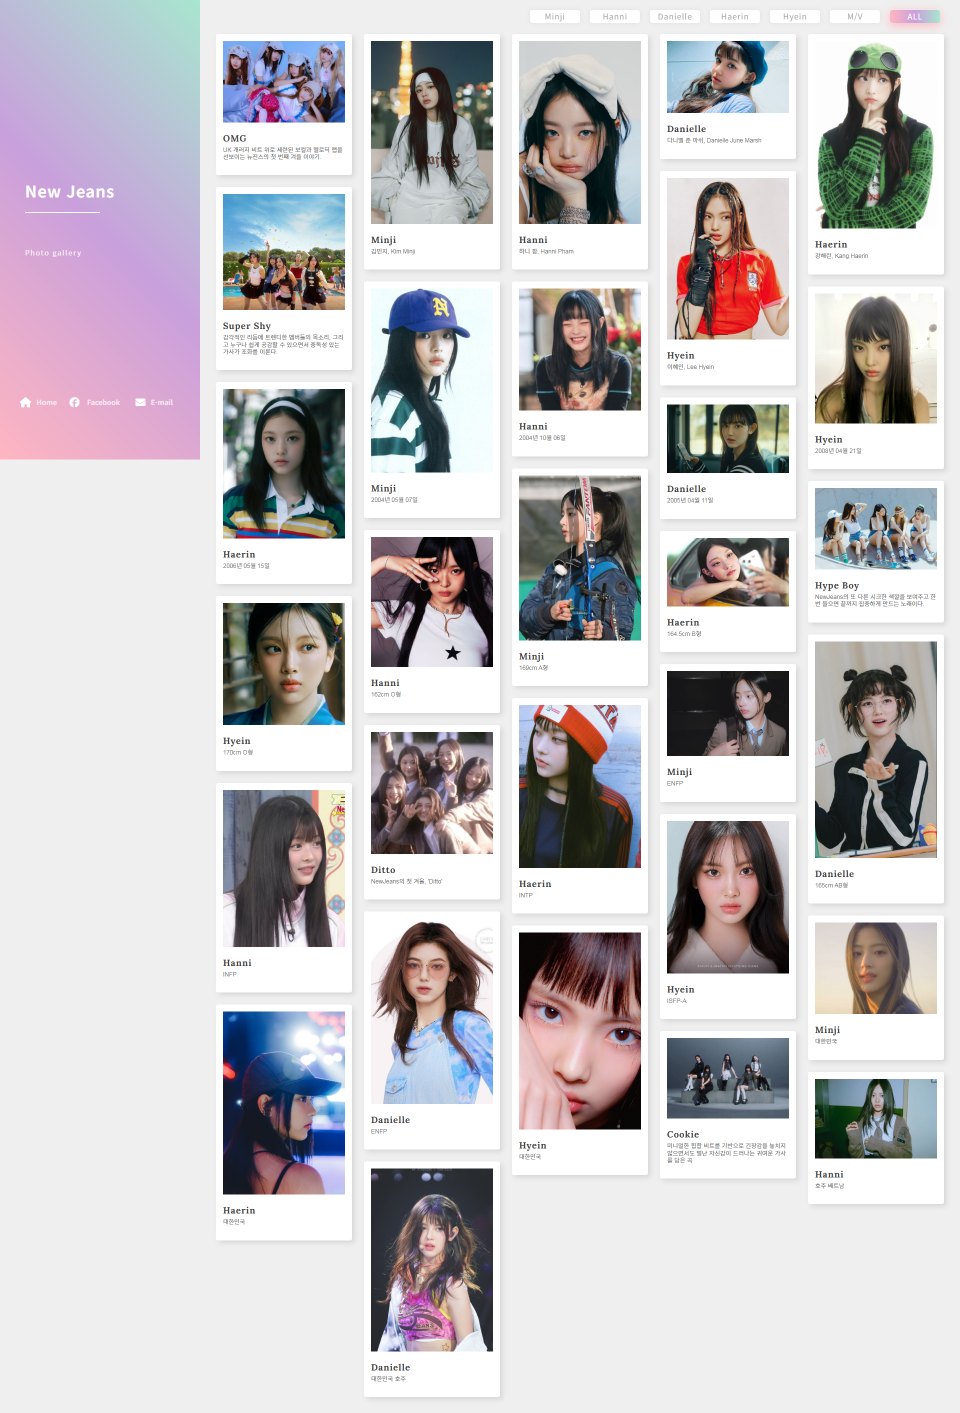 Minji
Hanni
Danielle
Haerin
Hyein
M/V
ALL
New Jeans
Photo gallery
Home
Facebook
E-mail
OMG
UK 개러지 비트 위로 세련된 보컬과 멜로딕 랩을
선보이는 뉴진스의 첫 번째 겨울 이야기.
Super Shy
감각적인 리듬에 트렌디한 멤버들의 목소리, 그리
고 누구나 쉽게 공감할 수 있으면서 중독성 있는
가사가 조화를 이룬다.
Haerin
2006년 05월 15일
Hyein
170cm O형
Hanni
INFP
Haerin
대한민국
Minji
김민지, Kim Minji
Minji
2004년 05월 07일
Hanni
162cm O형
Ditto
NewJeans의 첫 겨울, 'Ditto'
Danielle
ENFP
Danielle
대한민국 호주
Hanni
하니 팜, Hanni Pham
Hanni
2004년 10월 06일
Minji
169cm A형
Haerin
INTP
Hyein
대한민국
Danielle
다니엘 준 마쉬, Danielle June Marsh
Hyein
이혜인, Lee Hyein
Danielle
2005년 04월 11일
Haerin
164.5cm B형
Minji
ENFP
Hyein
ISFP-A
Cookie
미니멀한 힙합 비트를 기반으로 긴장감을 놓치지
않으면서도 별난 자신감이 드러나는 귀여운 가사
를 담은 곡.
Haerin
강해린, Kang Haerin
Hyein
2008년 04월 21일
Hype Boy
NewJeans의 또 다른 시크한 색깔을 보여주고 한
번 들으면 끝까지 집중하게 만드는 노래이다.
Danielle
165cm AB형
Minji
대한민국
Hanni
호주 베트남